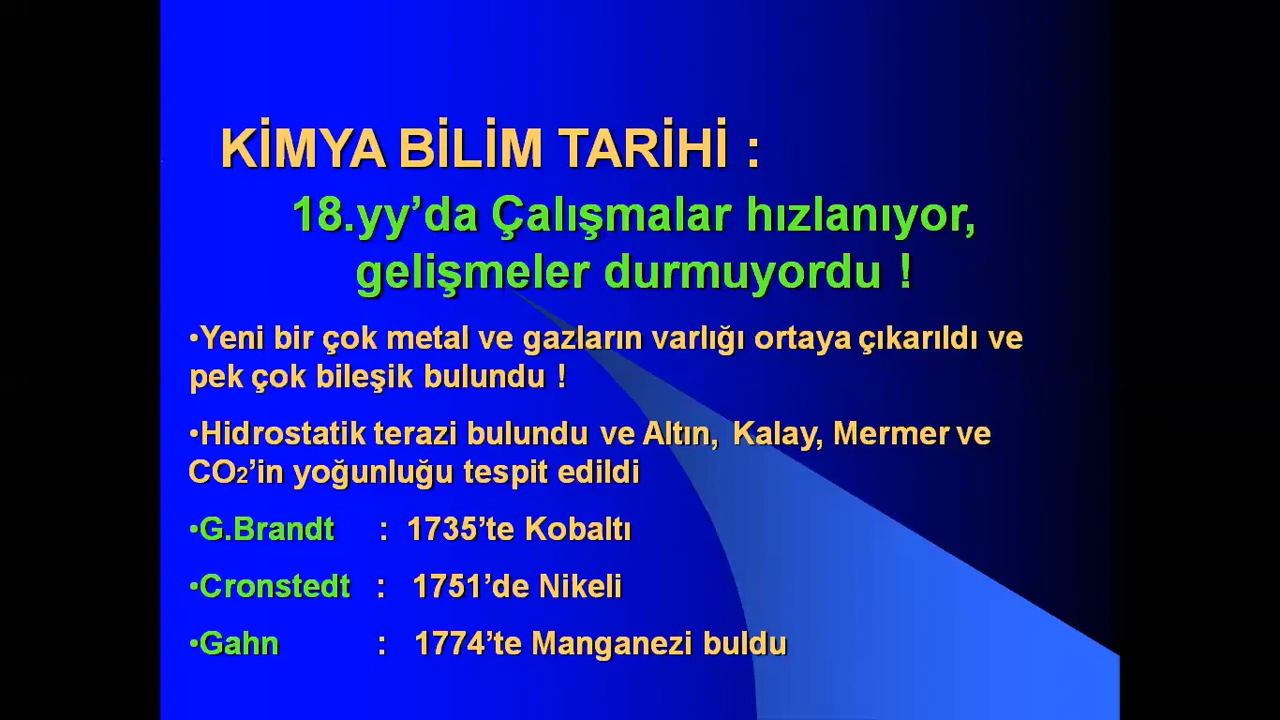 KİMYA BİLİM TARİHİ :
18.yy’da Çalışmalar hızlanıyor,
gelişmeler durmuyordu !
•Yeni bir çok metal ve gazların varlığı ortaya çıkarıldı ve
pek çok bileşik bulundu !
•Hidrostatik terazi bulundu ve Altın, Kalay, Mermer ve
CO2’in yoğunluğu tespit edildi
•G.Brandt : 1735’te Kobaltı
•Cronstedt : 1751’de Nikeli
•Gahn : 1774’te Manganezi buldu